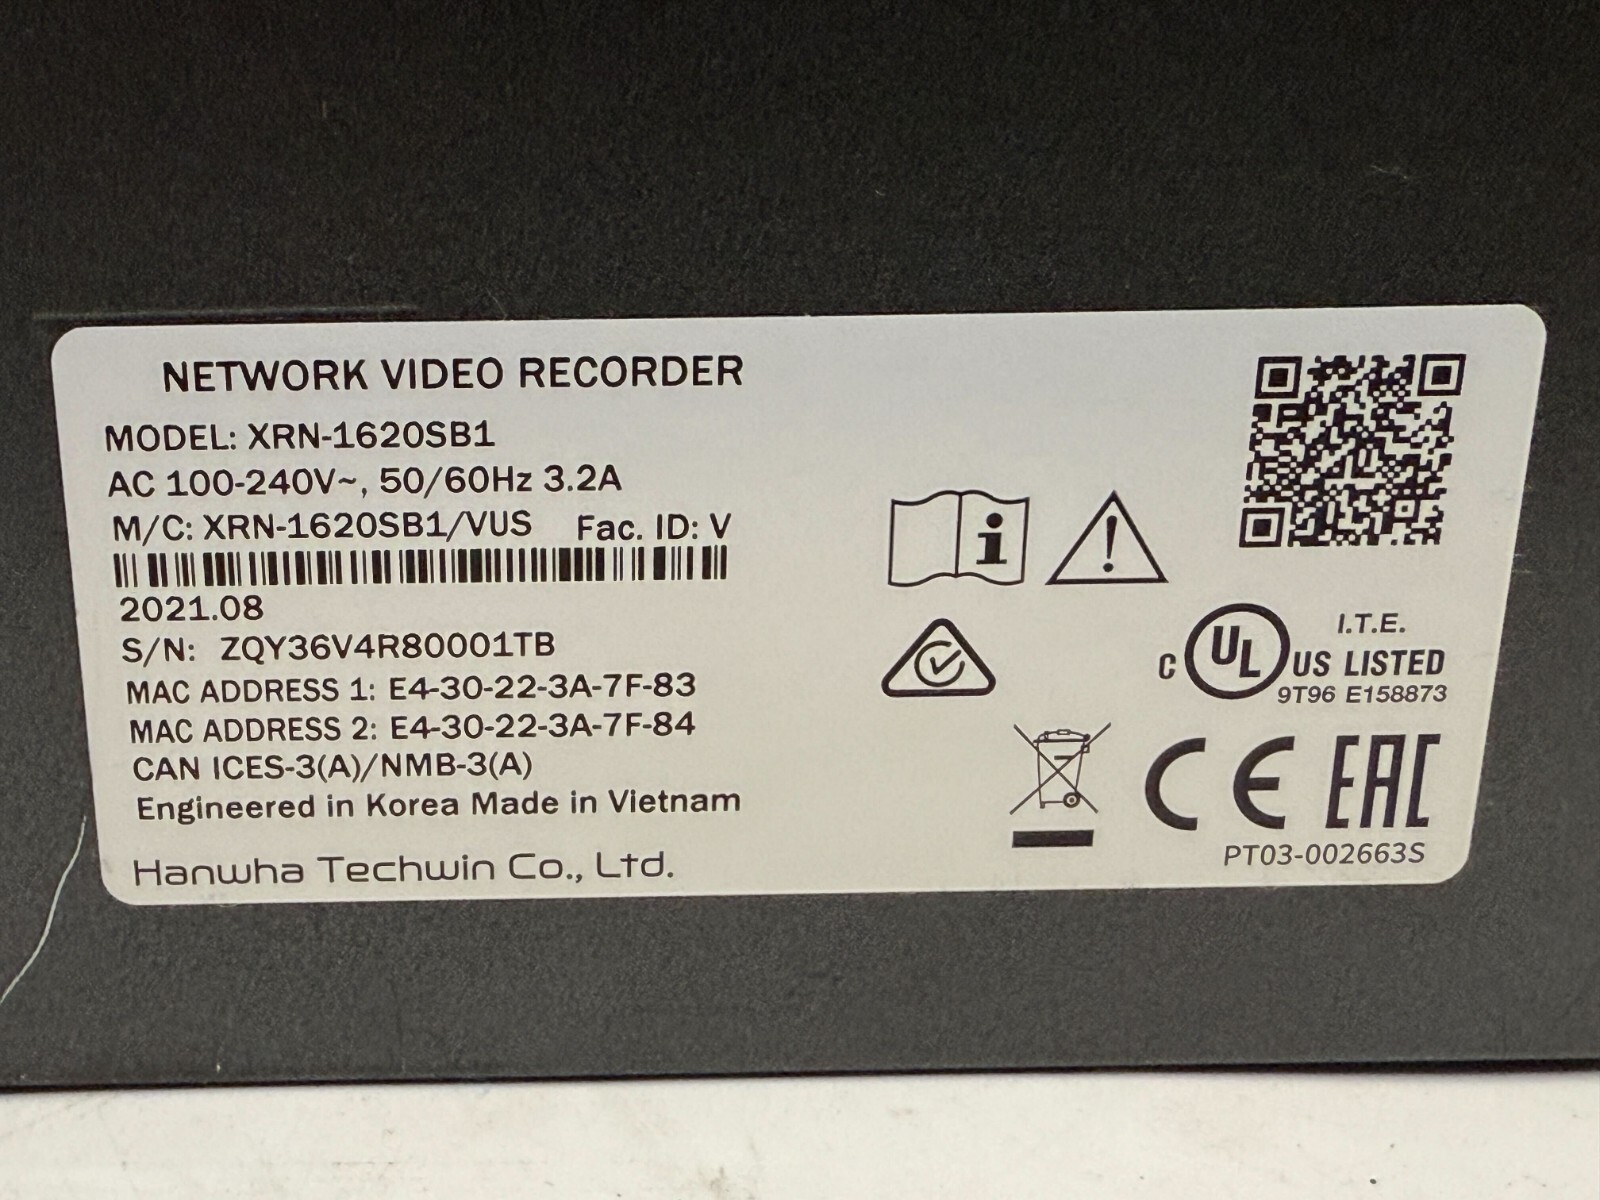 NETWORK VIDEO RECORDER
MODEL: XRN-1620SB1
AC 100-240V~, 50/60Hz 3.2A
M/C: XRN-1620SB1/VUS Fac. ID: V
2021.08
S/N: ZQY36V4R80001TB
MAC ADDRESS 1: E4-30-22-3A-7F-83
MAC ADDRESS 2: E4-30-22-3A-7F-84
CAN ICES-3(A)/NMB-3(A)
Engineered in Korea Made in Vietnam
Hanwha Techwin Co., Ltd.
i
!
I.T.E.
C UL US LISTED
9T96 E158873
CE EAC
PT03-002663S